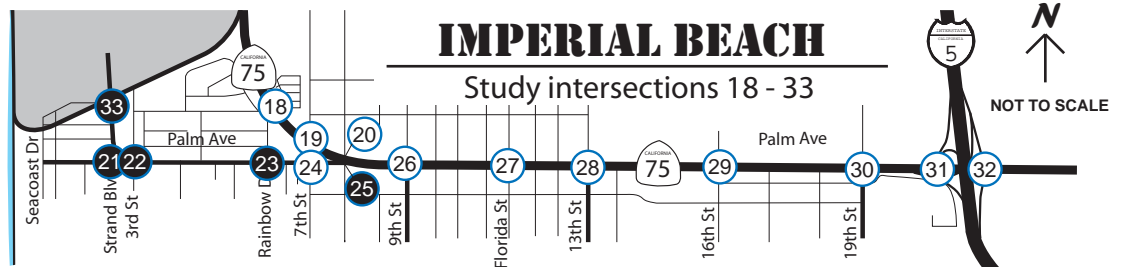 IMPERIAL BEACH
Study intersections 18 - 33
N
NOT TO SCALE
INTERSTATE
CALIFORNIA
5
CALIFORNIA
75
18
33
19
20
Palm Ave
Palm Ave
21
22
23
24
25
26
27
28
CALIFORNIA
75
29
30
31
32
Seacoast Dr
Strand Blv
3rd St
Rainbow D
7th St
9th St
Florida St
13th St
16th St
19th St